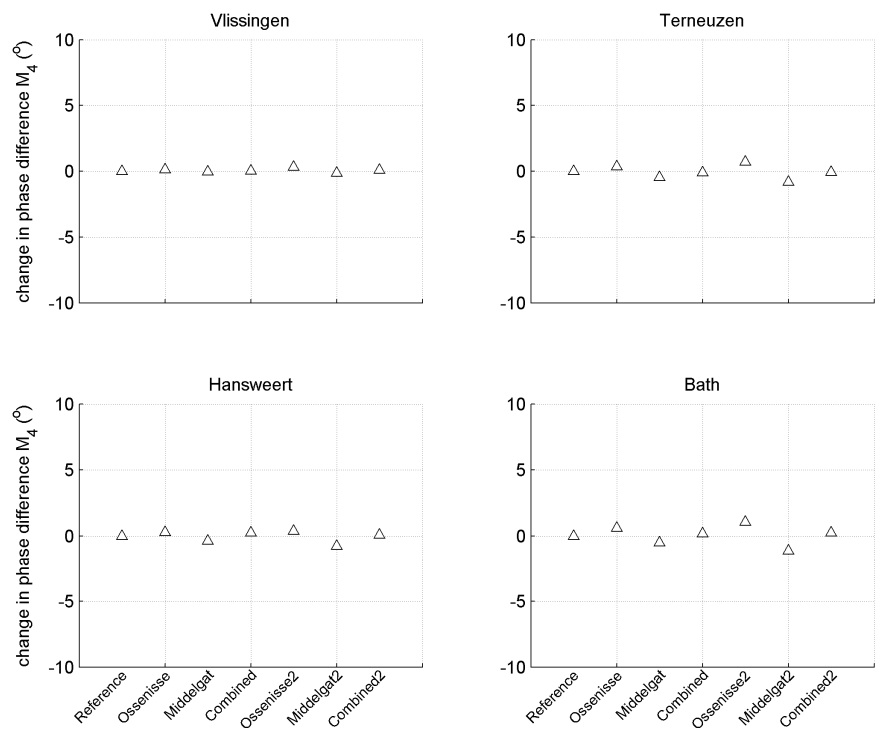 Vlissingen
10
5
0
-5
-10
change in phase difference M4 (º)
Terneuzen
10
5
0
-5
-10
Hansweert
10
5
0
-5
-10
change in phase difference M4 (º)
Reference
Ossenisse
Middelgat
Combined
Ossenisse2
Middelgat2
Combined2
Bath
10
5
0
-5
-10
Reference
Ossenisse
Middelgat
Combined
Ossenisse2
Middelgat2
Combined2